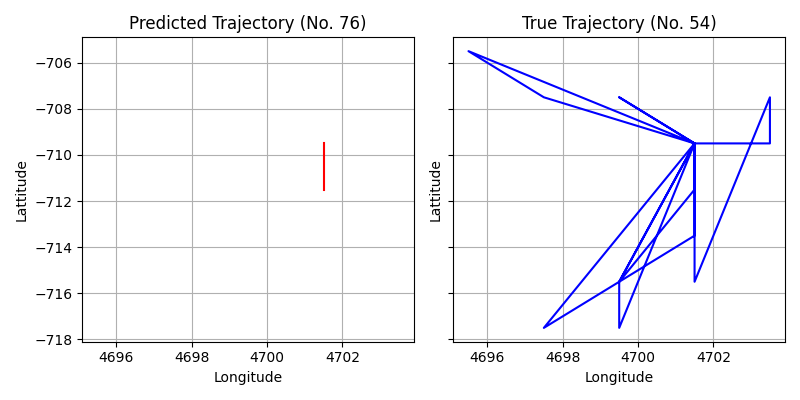 Predicted Trajectory (No. 76)
True Trajectory (No. 54)
−706
−708
−710
−712
−714
−716
−718
Lattitude
Lattitude
4696
4698
4700
4702
4696
4698
4700
4702
Longitude
Longitude